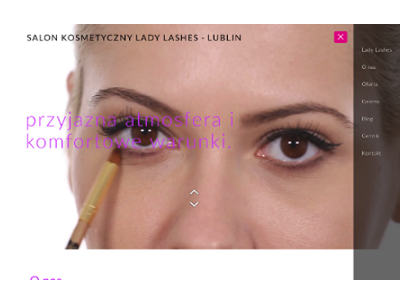 SALON KOSMETYCZNY LADY LASHES - LUBLIN
przyjazna atmosfera i
komfortowe warunki.
Lady Lashes
O nas
Oferta
Galeria
Blog
Cennik
Kontakt
O nas